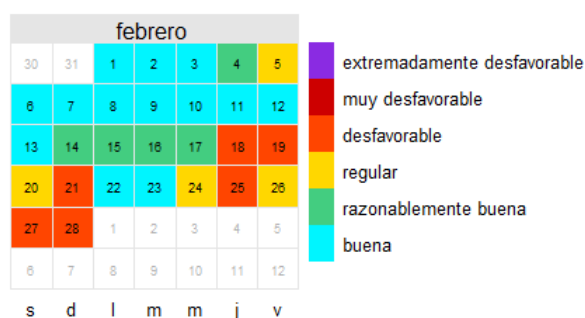 febrero
30 31 1 2 3 4 5
6 7 8 9 10 11 12
13 14 15 16 17 18 19
20 21 22 23 24 25 26
27 28 1 2 3 4 5
6 7 8 9 10 11 12
s d l m m j v
extremadamente desfavorable
muy desfavorable
desfavorable
regular
razonablemente buena
buena